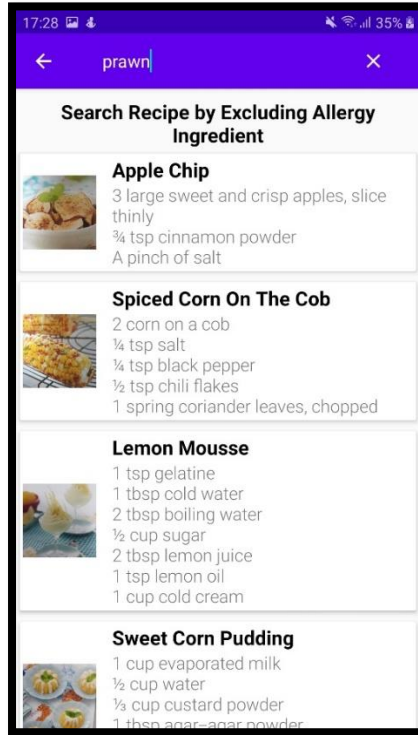 17:28 35%
prawn
Search Recipe by Excluding Allergy
Ingredient
Apple Chip
3 large sweet and crisp apples, slice
thinly
¾ tsp cinnamon powder
A pinch of salt
Spiced Corn On The Cob
2 corn on a cob
¼ tsp salt
¼ tsp black pepper
½ tsp chili flakes
1 spring coriander leaves, chopped
Lemon Mousse
1 tsp gelatine
1 tbsp cold water
2 tbsp boiling water
½ cup sugar
2 tbsp lemon juice
1 tsp lemon oil
1 cup cold cream
Sweet Corn Pudding
1 cup evaporated milk
½ cup water
⅓ cup custard powder
1 tbsp agar–agar powder